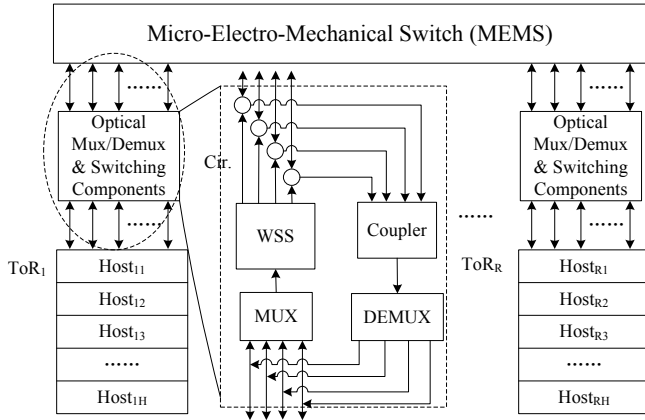 Micro-Electro-Mechanical Switch (MEMS)
......
......
Optical
Mux/Demux
& Switching
Components
Cir.
Optical
Mux/Demux
& Switching
Components
......
......
......
WSS
Coupler
ToR1
ToRR
Host11
Host12
Host13
......
Host1H
MUX
DEMUX
HostR1
HostR2
HostR3
......
HostRH